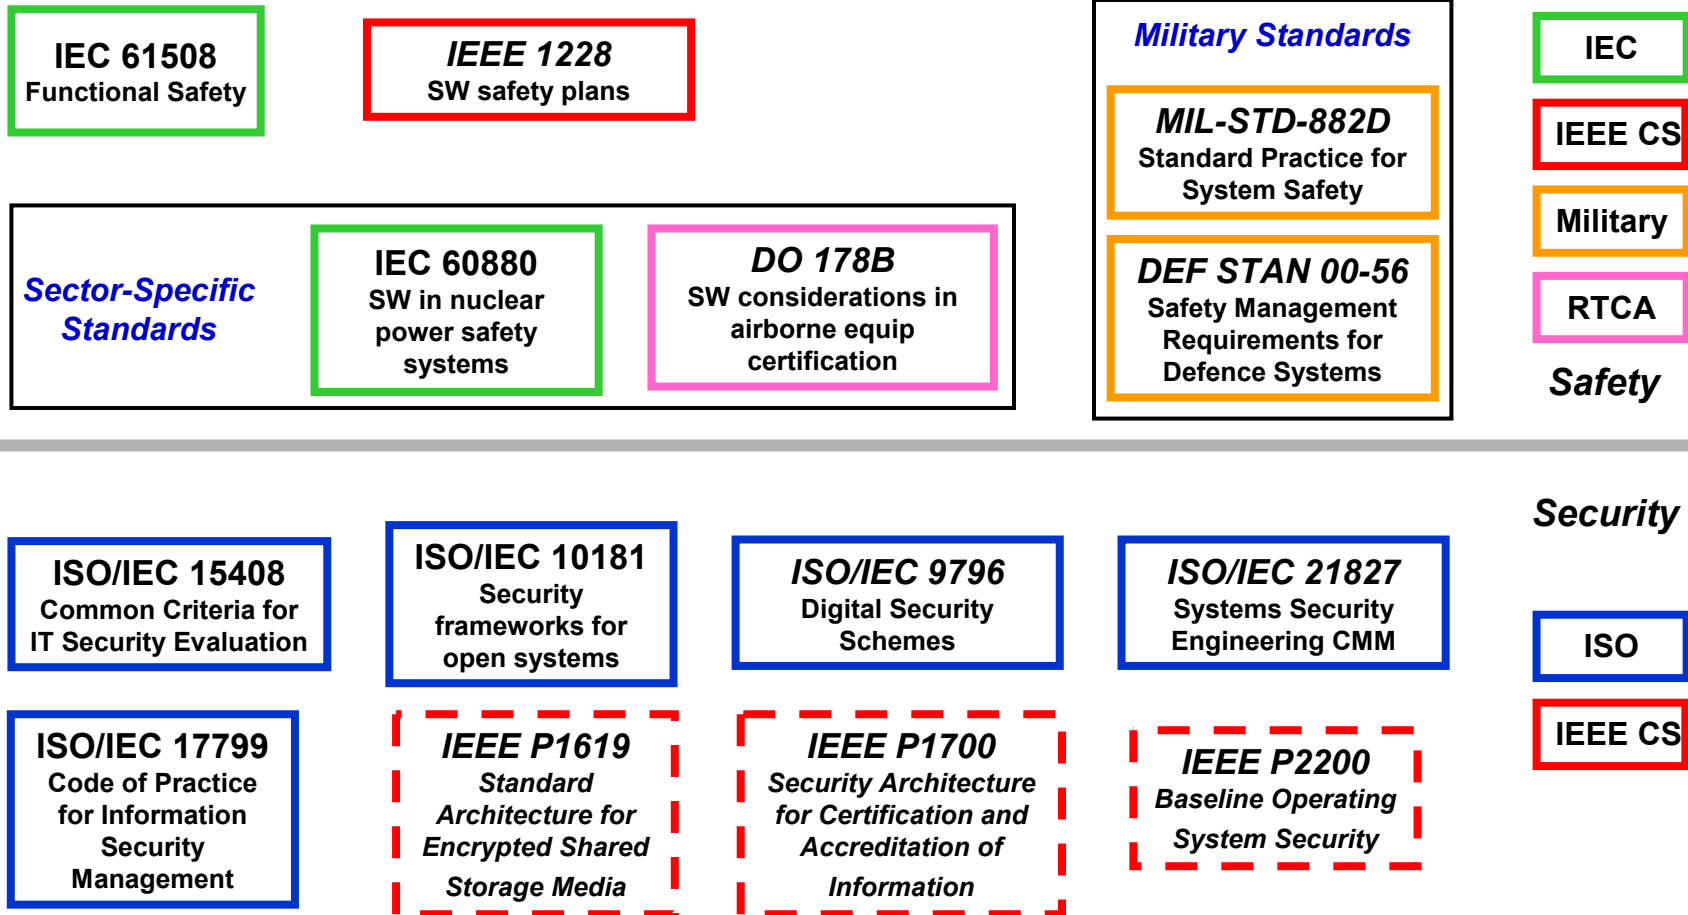 IEC 61508
Functional Safety
IEEE 1228
SW safety plans
Military Standards
MIL-STD-882D
Standard Practice for
System Safety
DEF STAN 00-56
Safety Management
Requirements for
Defence Systems
IEC
IEEE CS
Military
RTCA
Safety
Sector-Specific
Standards
IEC 60880
SW in nuclear
power safety
systems
DO 178B
SW considerations in
airborne equip
certification
Security
ISO/IEC 15408
Common Criteria for
IT Security Evaluation
ISO/IEC 10181
Security
frameworks for
open systems
ISO/IEC 9796
Digital Security
Schemes
ISO/IEC 21827
Systems Security
Engineering CMM
ISO
IEEE CS
ISO/IEC 17799
Code of Practice
for Information
Security
Management
IEEE P1619
Standard
Architecture for
Encrypted Shared
Storage Media
IEEE P1700
Security Architecture
for Certification and
Accreditation of
Information
IEEE P2200
Baseline Operating
System Security